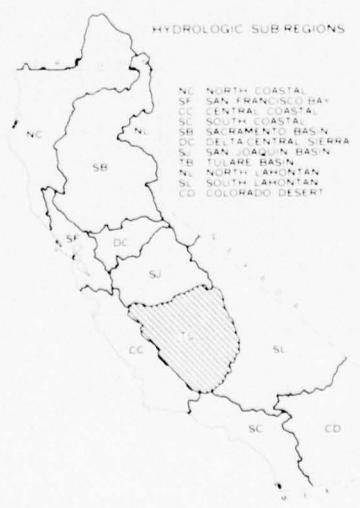 HYDROLOGIC SUB REGIONS
NC NORTH COASTAL
SF SAN FRANCISCO BAY
CC CENTRAL COASTAL
SC SOUTH COASTAL
SB SACRAMENTO BASIN
DC DELTA-CENTRAL SIERRA
SJ SAN JOAQUIN BASIN
TB TULARE BASIN
NL NORTH LAHONTAN
SL SOUTH LAHONTAN
CD COLORADO DESERT
NC
NL
SB
SF
DC
SJ
CC
SL
SC
CD